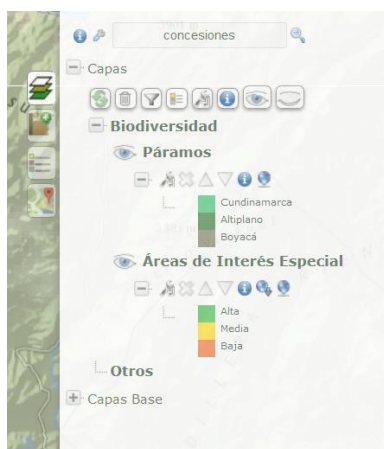 concesiones
Capas
Biodiversidad
Páramos
Cundinamarca
Altiplano
Boyacá
Áreas de Interés Especial
Alta
Media
Baja
Otros
Capas Base